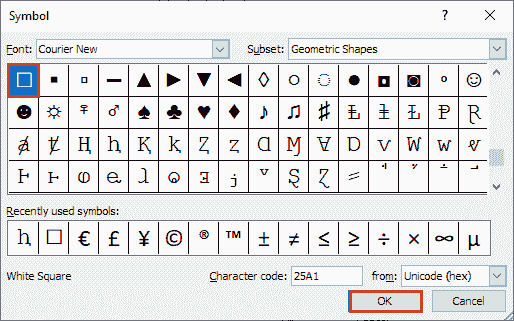 Symbol ? ×
Font: Courier New Subset: Geometric Shapes
□ ▪ ▫ ▬ ▲ ► ▼ ◄ ◊ ○ ◌ ● ◘ ◙ ◦ ☺
☻ ☼ ♀ ♂ ♠ ♣ ♥ ♦ ♪ ♫ ♯ Ⱡ ⱡ Ɫ Ᵽ Ɽ
ⱥ ⱦ Ⱨ ⱨ Ⱪ ⱪ Ⱬ ⱬ Ɑ Ɱ Ɐ Ɒ ⱱ Ⱳ ⱳ ⱴ
Ⱶ ⱶ ⱷ ⱸ ⱹ ⱺ ⱻ ⱼ ⱽ Ȿ Ɀ ⸗
Recently used symbols:
ⱨ □ € £ ¥ © ® ™ ± ≠ ≤ ≥ ÷ × ∞ µ
White Square Character code: 25A1 from: Unicode (hex)
OK Cancel